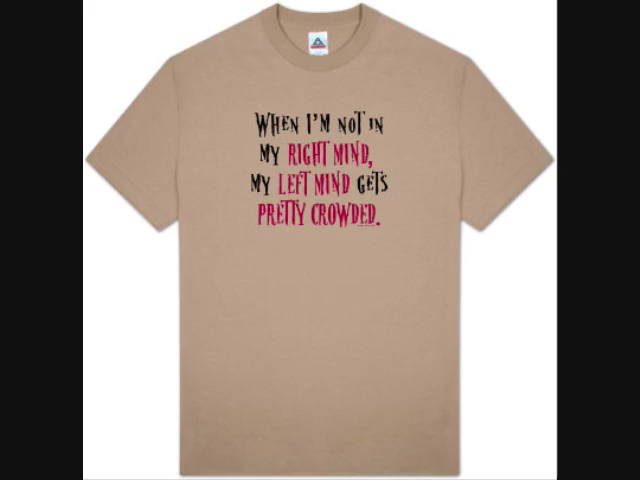 WHEN I'M NOT IN
MY RIGHT MIND,
MY LEFT MIND GETS
PRETTY CROWDED.